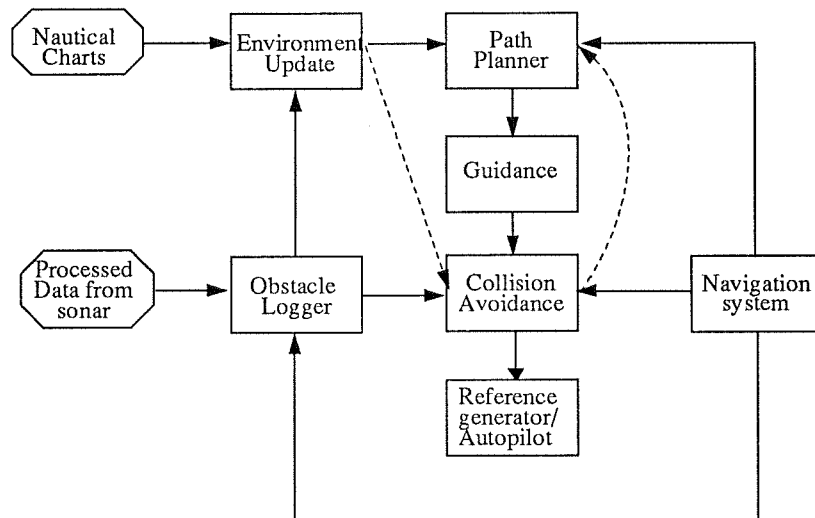 Nautical
Charts
Environment
Update
Path
Planner
Guidance
Processed
Data from
sonar
Obstacle
Logger
Collision
Avoidance
Navigation
system
Reference
generator/
Autopilot